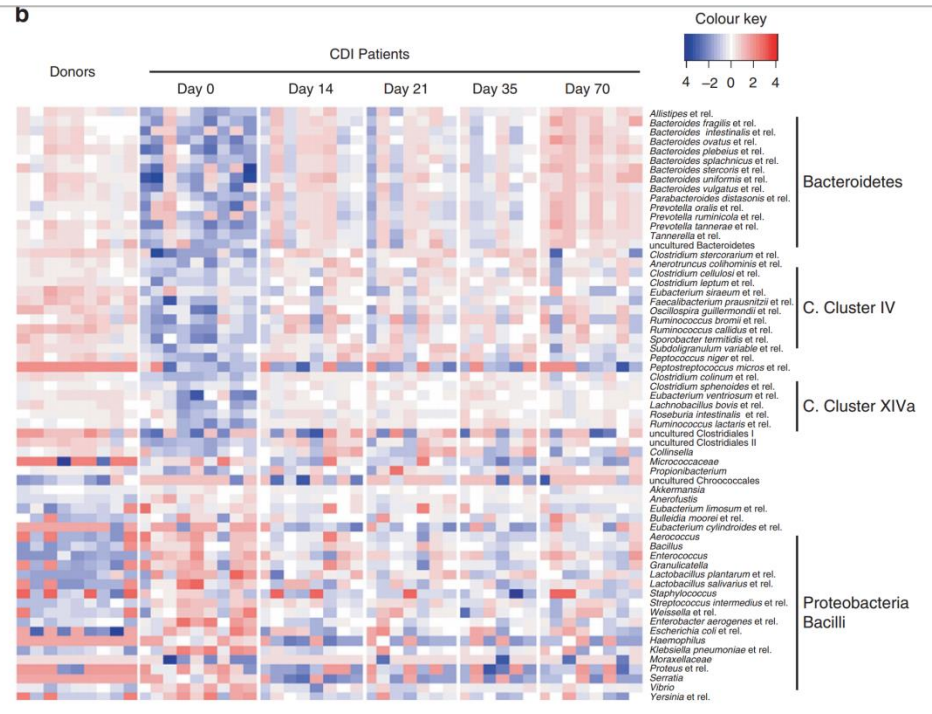 b
Colour key
4 –2 0 2 4
CDI Patients
Donors
Day 0 Day 14 Day 21 Day 35 Day 70
Allistipes et rel.
Bacteroides fragilis et rel.
Bacteroides intestinalis et rel.
Bacteroides ovatus et rel.
Bacteroides plebeius et rel.
Bacteroides splachnicus et rel.
Bacteroides stercoris et rel.
Bacteroides uniformis et rel.
Bacteroides vulgatus et rel.
Parabacteroides distasonis et rel.
Prevotella oralis et rel.
Prevotella ruminicola et rel.
Prevotella tannerae et rel.
Tannerella et rel.
uncultured Bacteroidetes
Bacteroidetes
Clostridium stercorarium et rel.
Anerotruncus colihominis et rel.
Clostridium cellulosi et rel.
Clostridium leptum et rel.
Eubacterium siraeum et rel.
Faecalibacterium prausnitzii et rel.
Oscillospira guillermondii et rel.
Ruminococcus bromii et rel.
Ruminococcus callidus et rel.
Sporobacter termitidis et rel.
Subdoligranulum variable et rel.
C. Cluster IV
Peptococcus niger et rel.
Peptostreptococcus micros et rel.
Clostridium colinum et rel.
Clostridium sphenoides et rel.
Eubacterium ventriosum et rel.
Lachnobacillus bovis et rel.
Roseburia intestinalis et rel.
Ruminococcus lactaris et rel.
C. Cluster XIVa
uncultured Clostridiales I
uncultured Clostridiales II
Collinsella
Micrococcaceae
Propionibacterium
uncultured Chroococcales
Akkermansia
Anerofustis
Eubacterium limosum et rel.
Bulleidia moorei et rel.
Eubacterium cylindroides et rel.
Aerococcus
Bacillus
Enterococcus
Granulicatella
Lactobacillus plantarum et rel.
Lactobacillus salivarius et rel.
Staphylococcus
Streptococcus intermedius et rel.
Weissella et rel.
Enterobacter aerogenes et rel.
Escherichia coli et rel.
Haemophilus
Klebsiella pneumoniae et rel.
Moraxellaceae
Proteus et rel.
Serratia
Vibrio
Yersinia et rel.
Proteobacteria
Bacilli